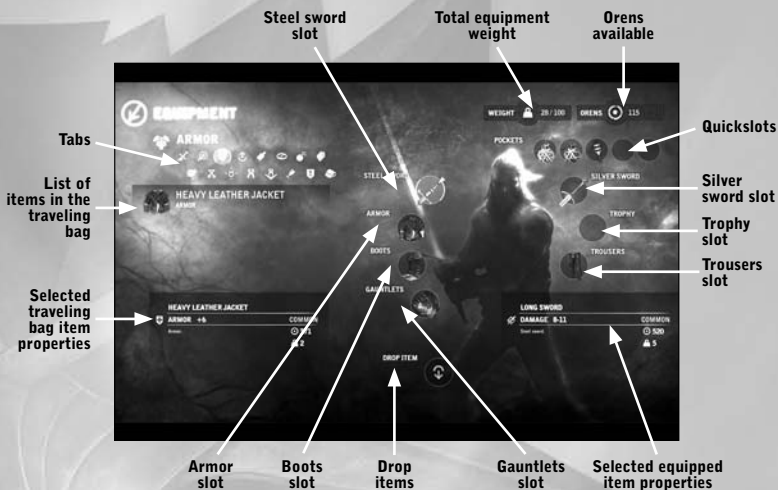 Steel sword
slot
Total equipment
weight
Orens
available
EQUIPMENT
WEIGHT 28 / 100
ORENS 115
Tabs
ARMOR
POCKETS
Quickslots
List of
items in the
traveling
bag
HEAVY LEATHER JACKET
ARMOR
STEEL SWORD
SILVER SWORD
Silver
sword slot
ARMOR
TROPHY
Trophy
slot
BOOTS
TROUSERS
Trousers
slot
GAUNTLETS
Selected
traveling
bag item
properties
HEAVY LEATHER JACKET
ARMOR +6 COMMON
Armor
2
LONG SWORD
DAMAGE 8-11 COMMON
Steel sword
520
5
DROP ITEM
Armor
slot
Boots
slot
Drop
items
Gauntlets
slot
Selected equipped
item properties